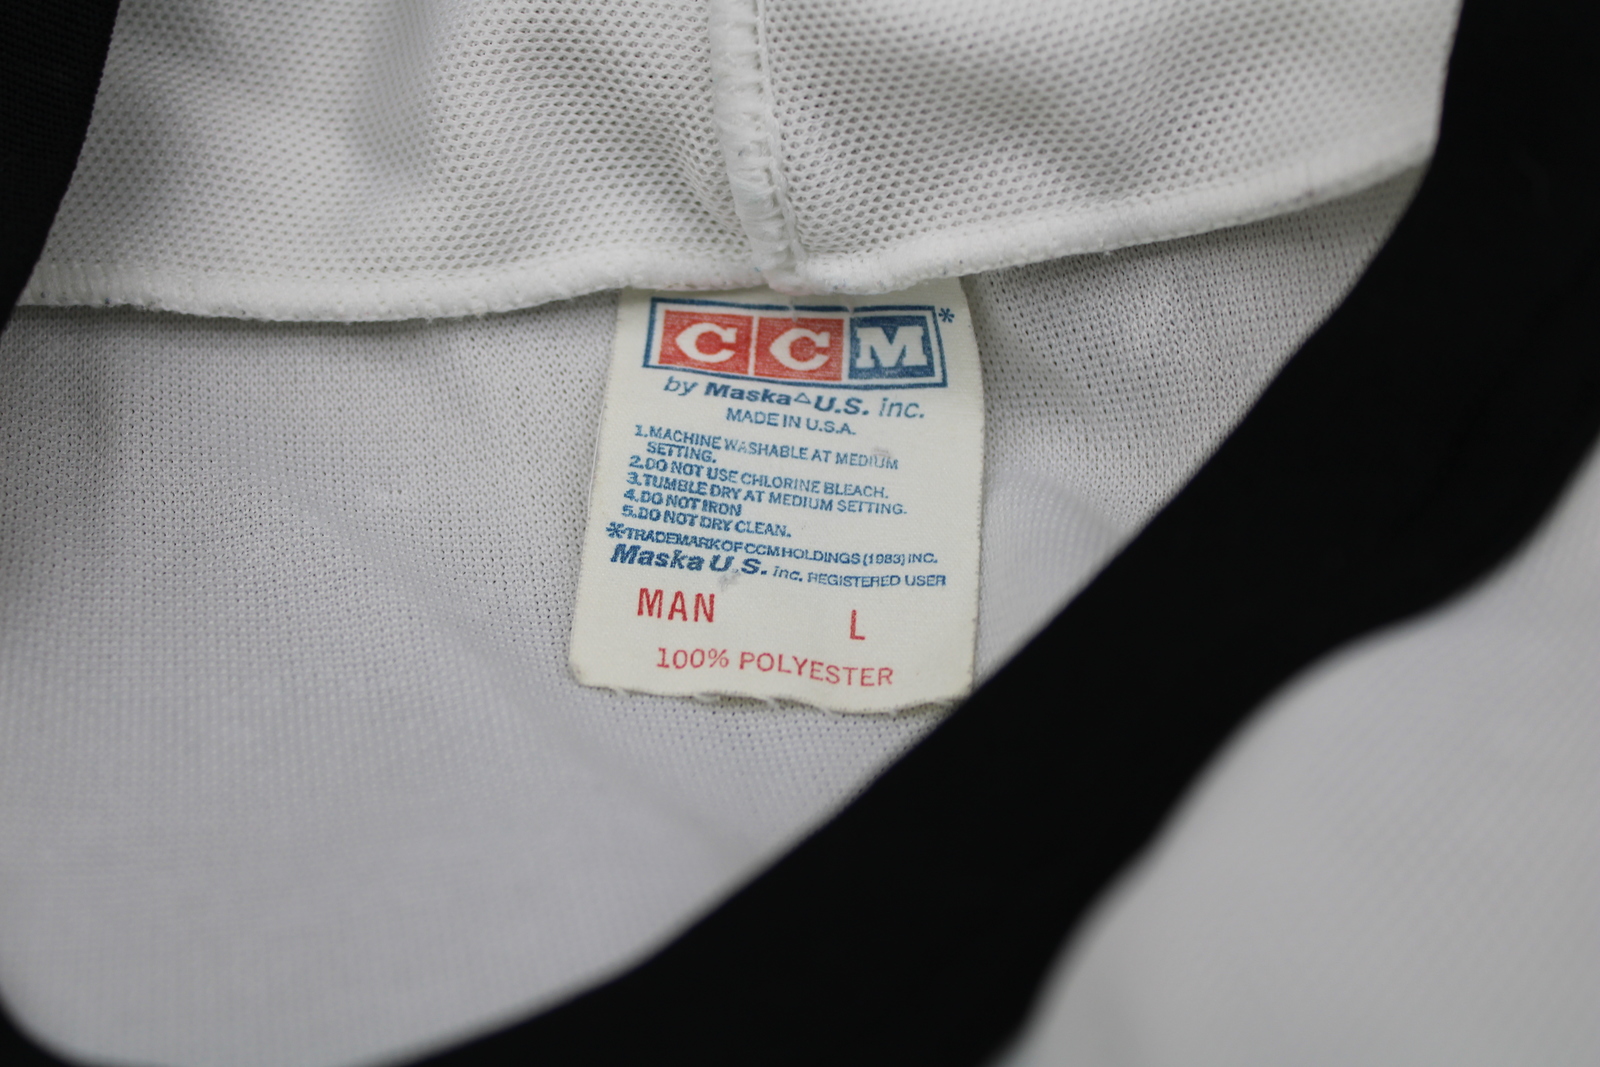 CCM*
by Maska△U.S. inc.
MADE IN U.S.A.
1.MACHINE WASHABLE AT MEDIUM
SETTING.
2.DO NOT USE CHLORINE BLEACH.
3.TUMBLE DRY AT MEDIUM SETTING.
4.DO NOT IRON
5.DO NOT DRY CLEAN.
*TRADEMARK OF CCM HOLDINGS (1983) INC.
Maska U.S. inc. REGISTERED USER
MAN L
100% POLYESTER